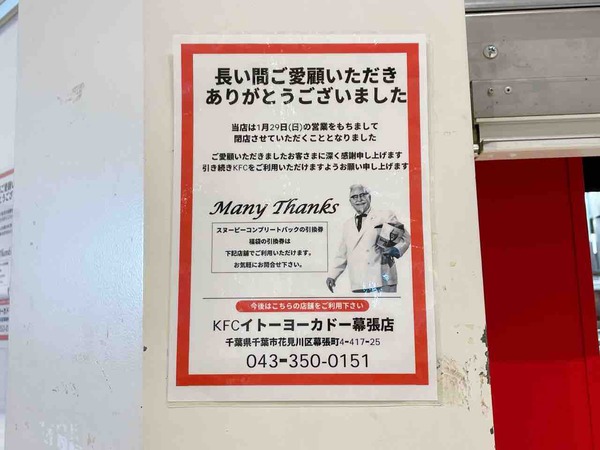 長い間ご愛顧いただき
ありがとうございました
当店は1月29日(日)の営業をもちまして
閉店させていただくこととなりました
ご愛顧いただきましたお客さまに深く感謝申し上げます
引き続きKFCをご利用いただけますようお願い申し上げます
Many Thanks
スヌーピーコンプリートパックの引換券
福袋の引換券は
下記店舗でご利用いただけます。
お気軽にお問合せ下さい。
今後はこちらの店舗をご利用下さい
KFCイトーヨーカドー幕張店
千葉県千葉市花見川区幕張町4-417-25
043-350-0151